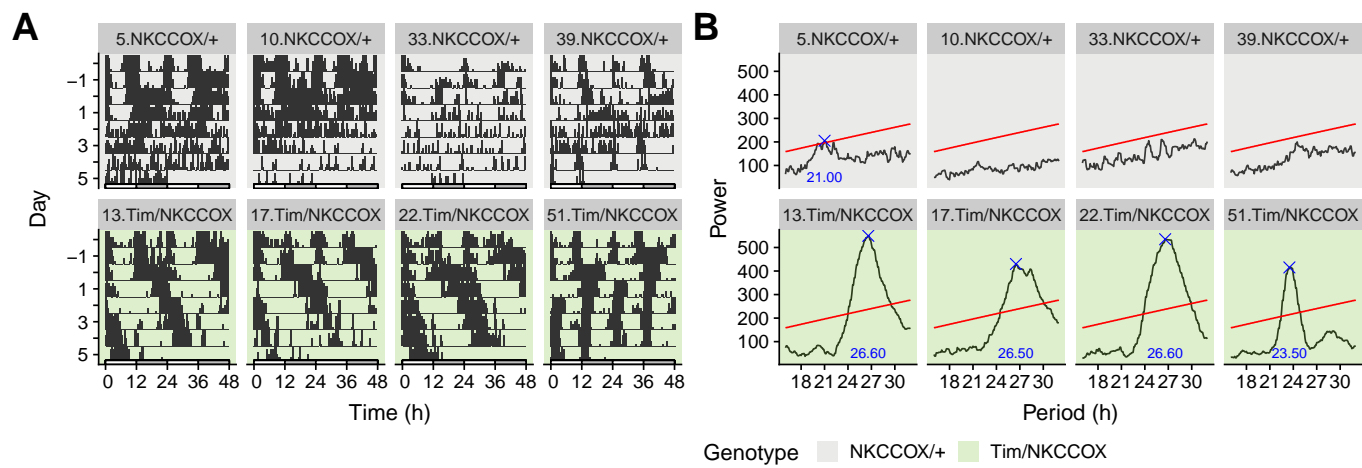 A
5.NKCCOX/+ 10.NKCCOX/+ 33.NKCCOX/+ 39.NKCCOX/+
−1
1
3
5
13.Tim/NKCCOX 17.Tim/NKCCOX 22.Tim/NKCCOX 51.Tim/NKCCOX
−1
1
3
5
Day
0 12 24 36 48 0 12 24 36 48 0 12 24 36 48 0 12 24 36 48
Time (h)
B
5.NKCCOX/+ 10.NKCCOX/+ 33.NKCCOX/+ 39.NKCCOX/+
500
400
300
200
100
21.00
13.Tim/NKCCOX 17.Tim/NKCCOX 22.Tim/NKCCOX 51.Tim/NKCCOX
500
400
300
200
100
26.60 26.50 26.60 23.50
Power
18 21 24 27 30 18 21 24 27 30 18 21 24 27 30 18 21 24 27 30
Period (h)
Genotype NKCCOX/+ Tim/NKCCOX